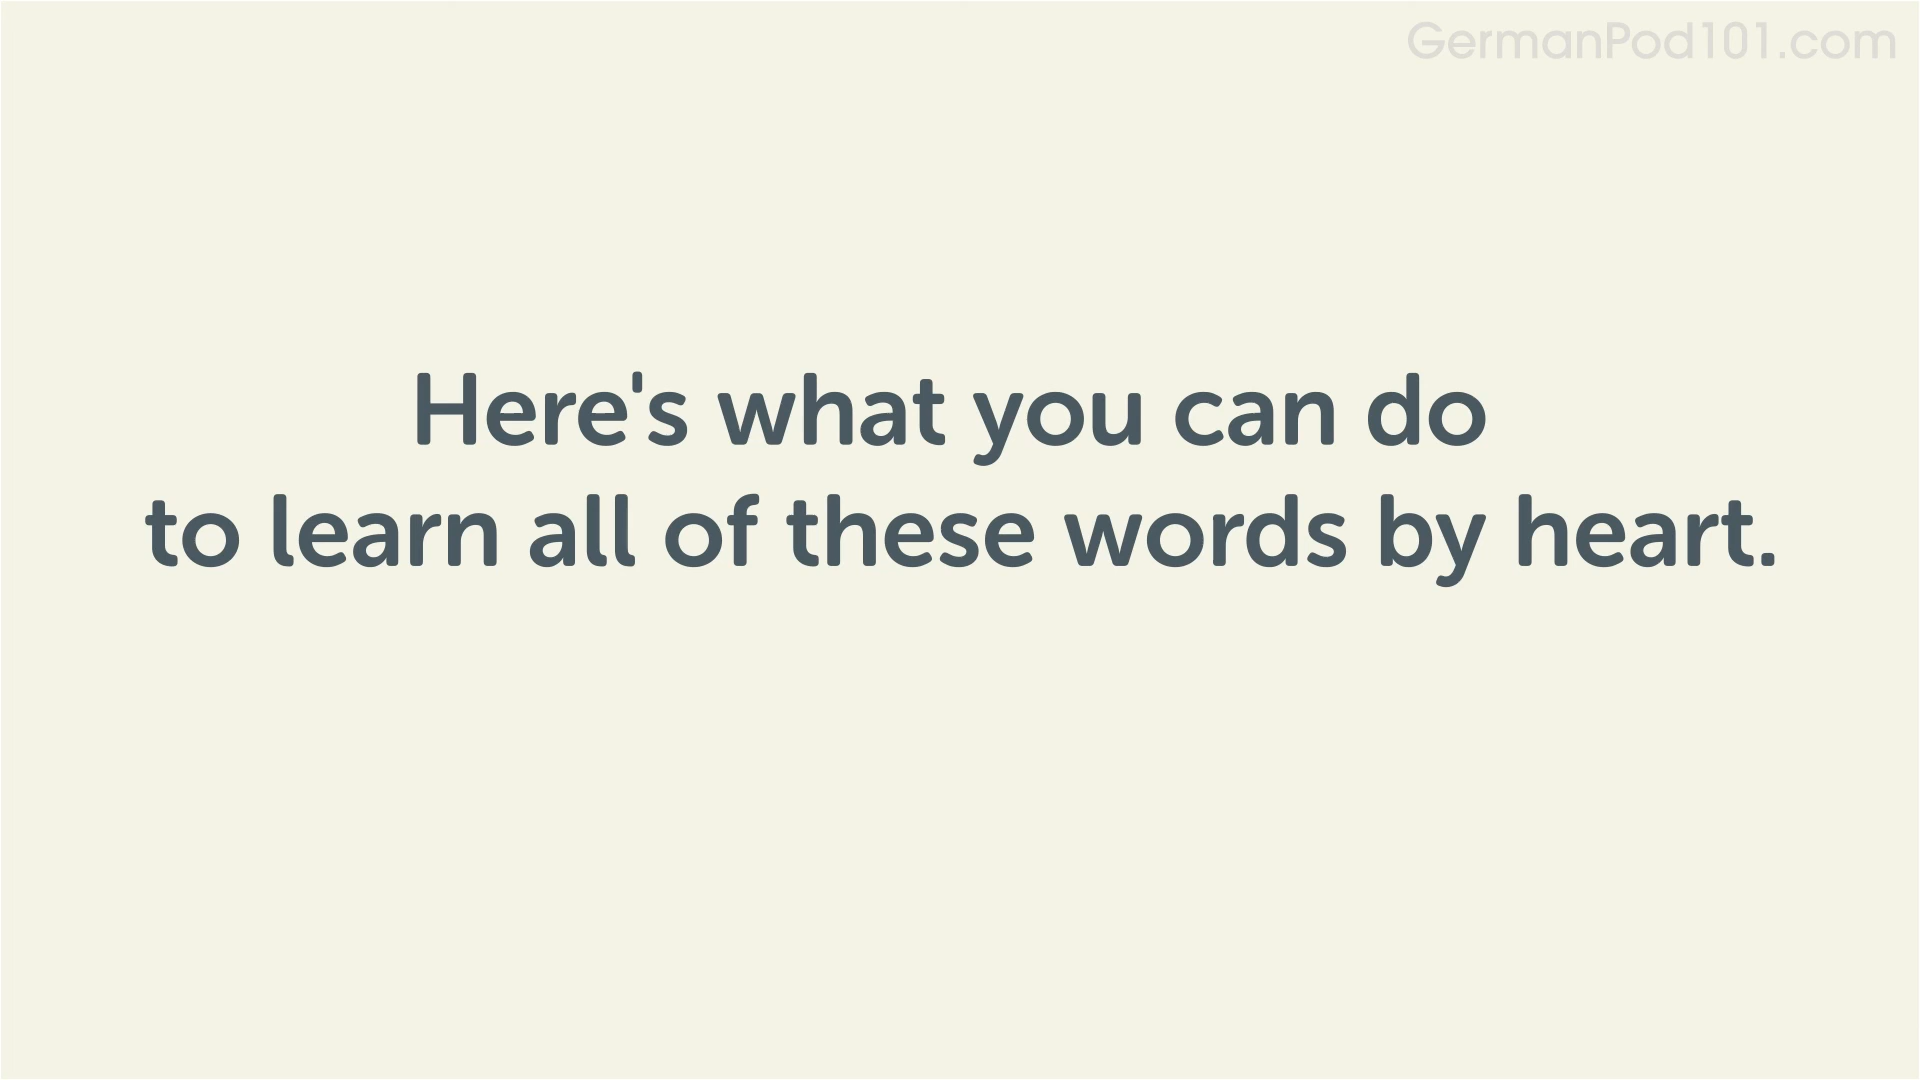 GermanPod101.com
Here's what you can do
to learn all of these words by heart.